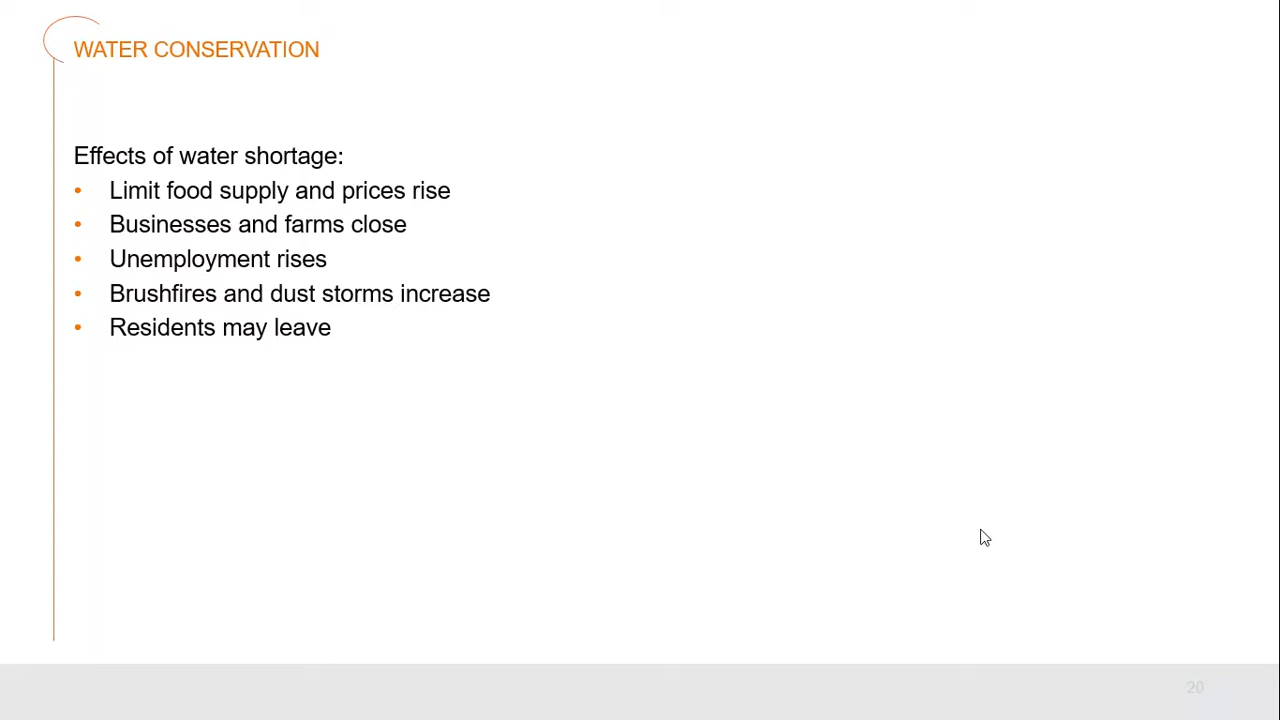 WATER CONSERVATION
Effects of water shortage:
• Limit food supply and prices rise
• Businesses and farms close
• Unemployment rises
• Brushfires and dust storms increase
• Residents may leave
20